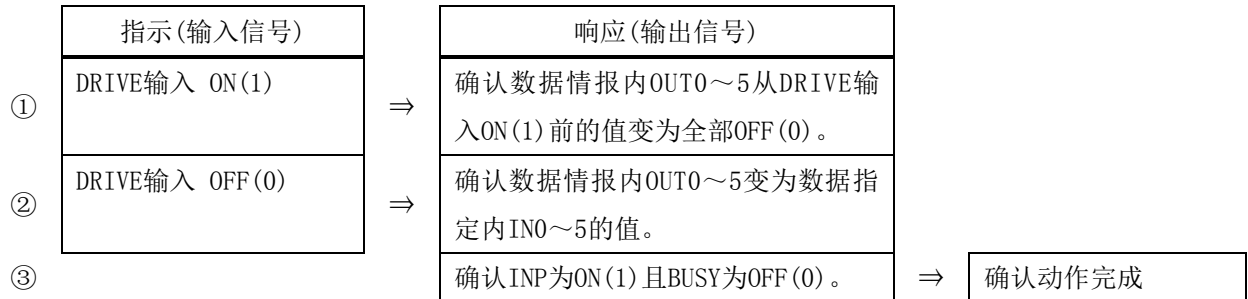 指示(输入信号) 响应(输出信号)
① DRIVE输入 ON(1) ⇒ 确认数据情报内OUT0～5从DRIVE输
入ON(1)前的值变为全部OFF(0)。
② DRIVE输入 OFF(0) ⇒ 确认数据情报内OUT0～5变为数据指
定内IN0～5的值。
③ 确认INP为ON(1)且BUSY为OFF(0)。 ⇒ 确认动作完成